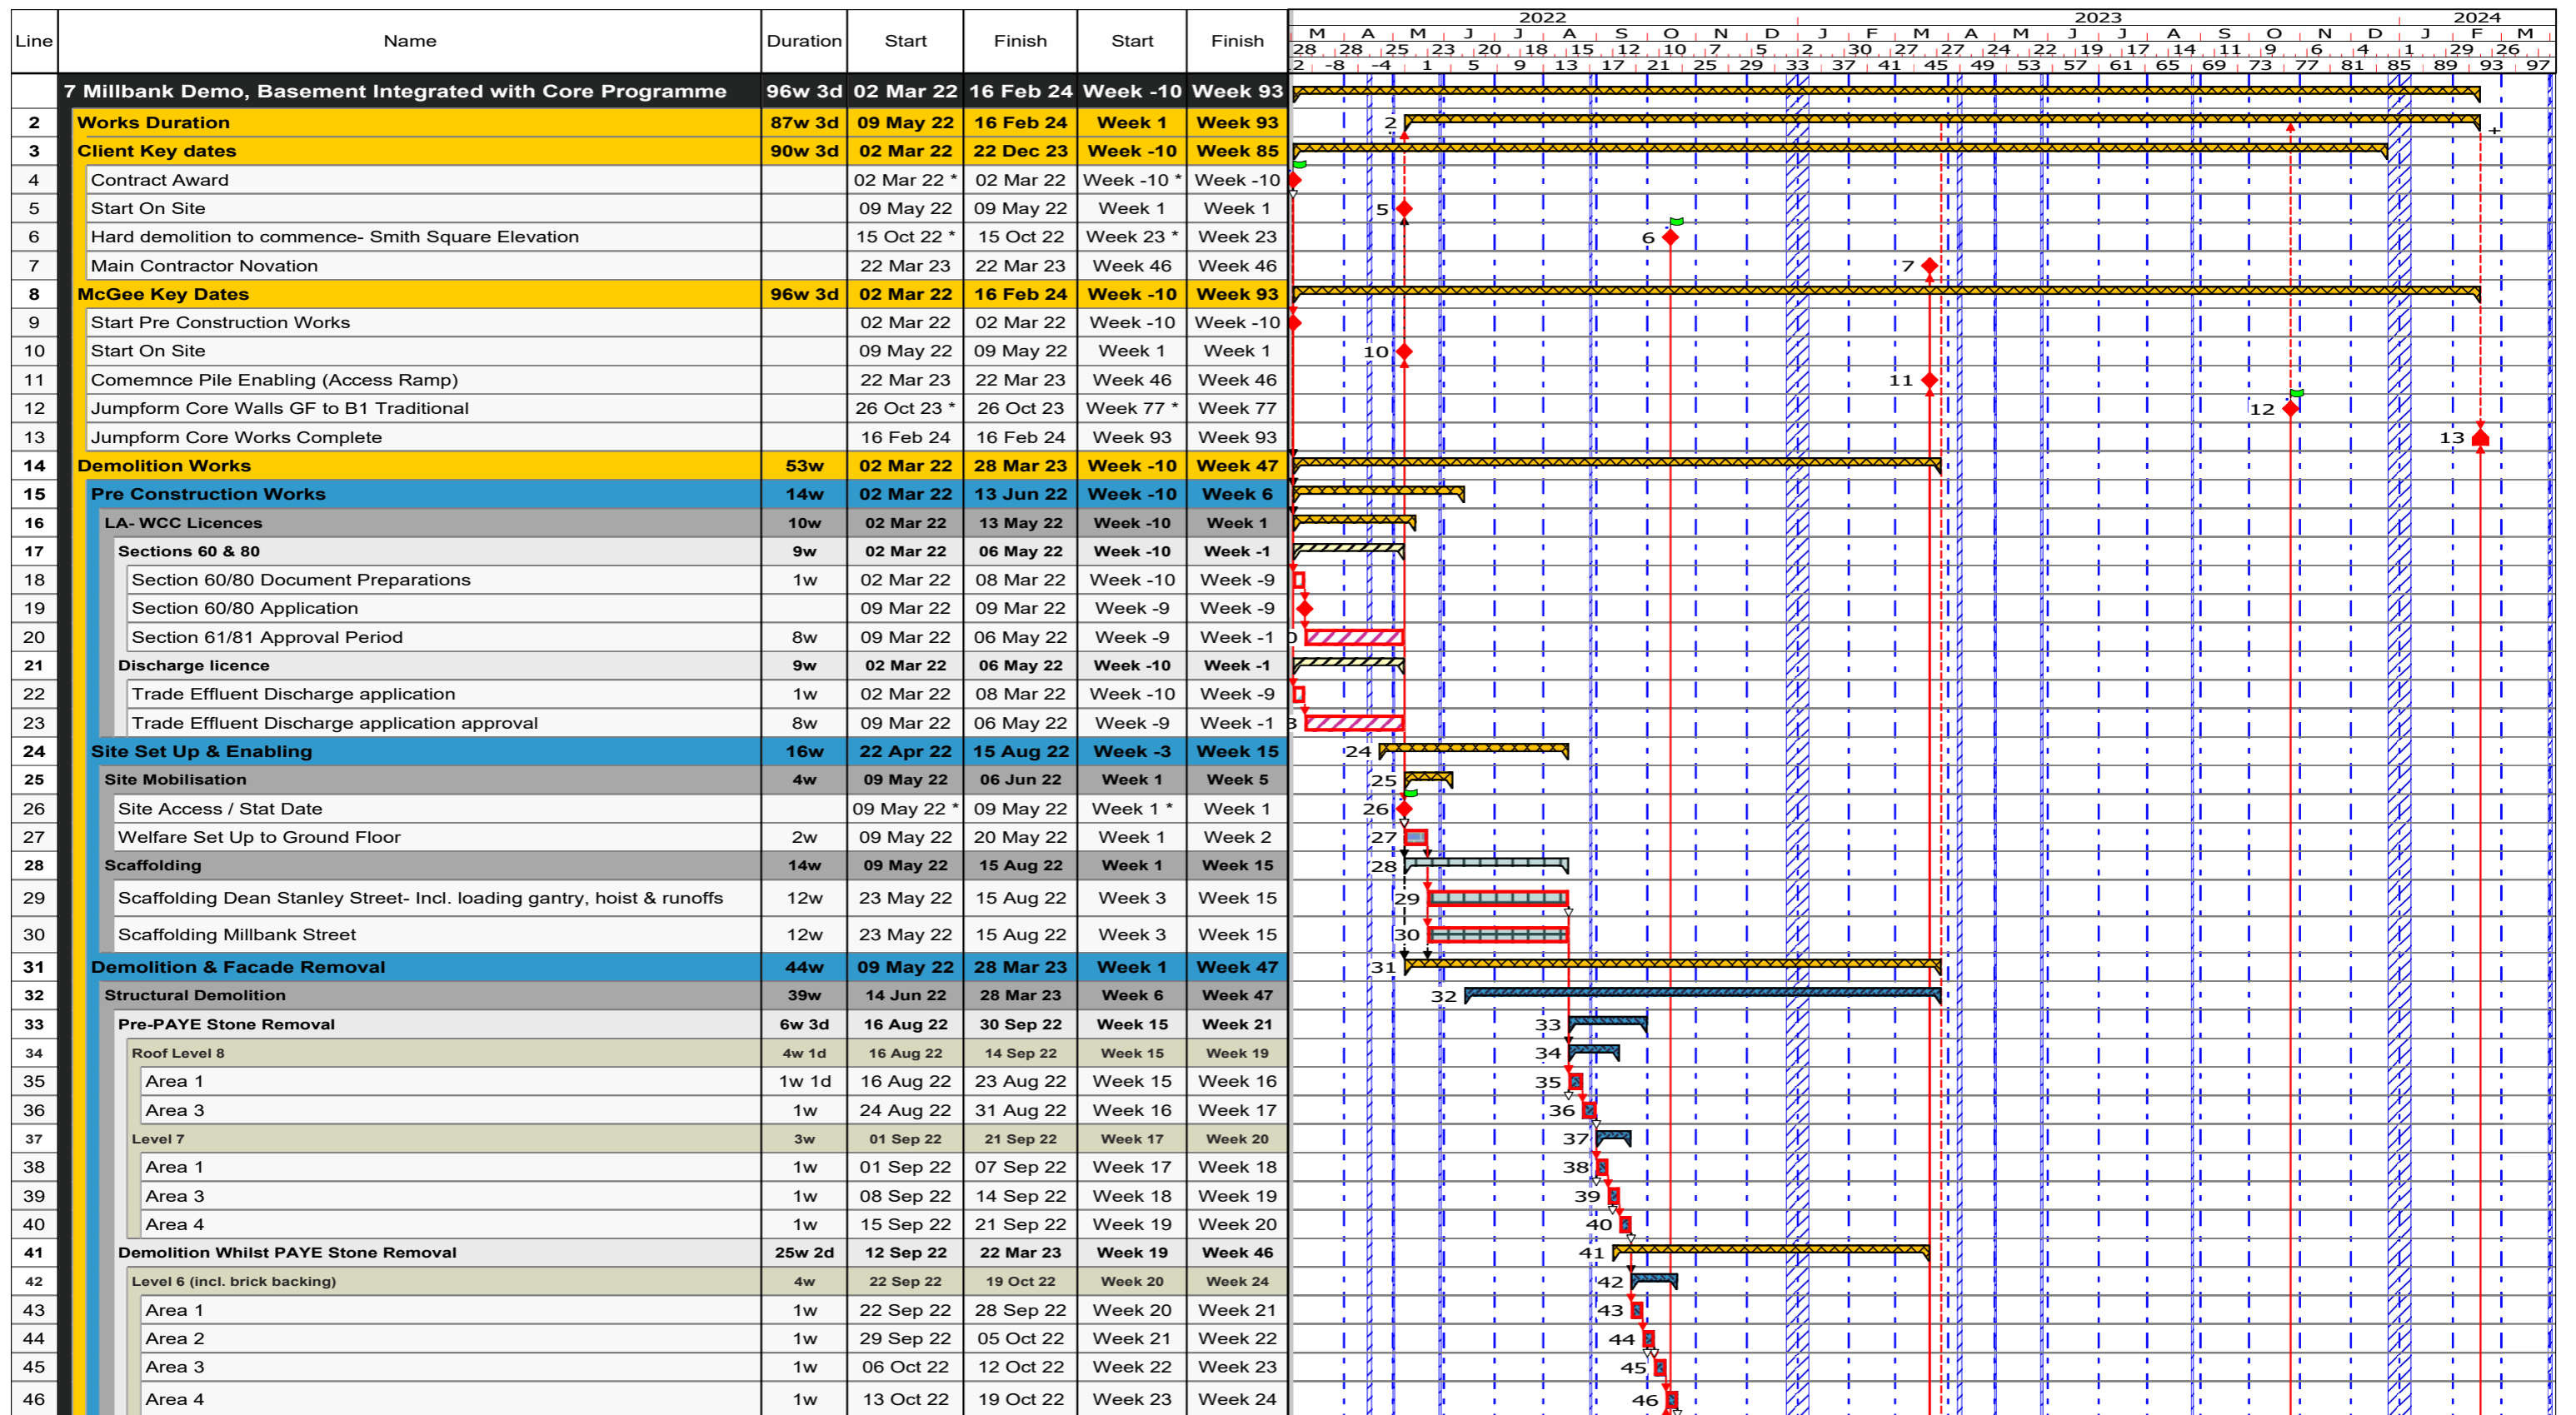 2022 2023 2024
Line Name Duration Start Finish Start Finish
M A M J J A S O N D J F M A M J J A S O N D J F M
28 28 25 23 20 18 15 12 10 7 5 2 30 27 27 24 22 19 17 14 11 9 6 4 1 29 26
-8 -4 1 5 9 13 17 21 25 29 33 37 41 45 49 53 57 61 65 69 73 77 81 85 89 93 97
7 Millbank Demo, Basement Integrated with Core Programme 96w 3d 02 Mar 22 16 Feb 24 Week -10 Week 93
2 Works Duration 87w 3d 09 May 22 16 Feb 24 Week 1 Week 93 2
3 Client Key dates 90w 3d 02 Mar 22 22 Dec 23 Week -10 Week 85
4 Contract Award 02 Mar 22 * 02 Mar 22 Week -10 * Week -10
5 Start On Site 09 May 22 09 May 22 Week 1 Week 1 5
6 Hard demolition to commence- Smith Square Elevation 15 Oct 22 * 15 Oct 22 Week 23 * Week 23 6
7 Main Contractor Novation 22 Mar 23 22 Mar 23 Week 46 Week 46 7
8 McGee Key Dates 96w 3d 02 Mar 22 16 Feb 24 Week -10 Week 93
9 Start Pre Construction Works 02 Mar 22 02 Mar 22 Week -10 Week -10
10 Start On Site 09 May 22 09 May 22 Week 1 Week 1 10
11 Comemnce Pile Enabling (Access Ramp) 22 Mar 23 22 Mar 23 Week 46 Week 46 11
12 Jumpform Core Walls GF to B1 Traditional 26 Oct 23 * 26 Oct 23 Week 77 * Week 77 12
13 Jumpform Core Works Complete 16 Feb 24 16 Feb 24 Week 93 Week 93 13
14 Demolition Works 53w 02 Mar 22 28 Mar 23 Week -10 Week 47
15 Pre Construction Works 14w 02 Mar 22 13 Jun 22 Week -10 Week 6
16 LA- WCC Licences 10w 02 Mar 22 13 May 22 Week -10 Week 1
17 Sections 60 & 80 9w 02 Mar 22 06 May 22 Week -10 Week -1
18 Section 60/80 Document Preparations 1w 02 Mar 22 08 Mar 22 Week -10 Week -9
19 Section 60/80 Application 09 Mar 22 09 Mar 22 Week -9 Week -9
20 Section 61/81 Approval Period 8w 09 Mar 22 06 May 22 Week -9 Week -1
21 Discharge licence 9w 02 Mar 22 06 May 22 Week -10 Week -1
22 Trade Effluent Discharge application 1w 02 Mar 22 08 Mar 22 Week -10 Week -9
23 Trade Effluent Discharge application approval 8w 09 Mar 22 06 May 22 Week -9 Week -1
24 Site Set Up & Enabling 16w 22 Apr 22 15 Aug 22 Week -3 Week 15 24
25 Site Mobilisation 4w 09 May 22 06 Jun 22 Week 1 Week 5 25
26 Site Access / Stat Date 09 May 22 * 09 May 22 Week 1 * Week 1 26
27 Welfare Set Up to Ground Floor 2w 09 May 22 20 May 22 Week 1 Week 2 27
28 Scaffolding 14w 09 May 22 15 Aug 22 Week 1 Week 15 28
29 Scaffolding Dean Stanley Street- Incl. loading gantry, hoist & runoffs 12w 23 May 22 15 Aug 22 Week 3 Week 15 29
30 Scaffolding Millbank Street 12w 23 May 22 15 Aug 22 Week 3 Week 15 30
31 Demolition & Facade Removal 44w 09 May 22 28 Mar 23 Week 1 Week 47 31
32 Structural Demolition 39w 14 Jun 22 28 Mar 23 Week 6 Week 47 32
33 Pre-PAYE Stone Removal 6w 3d 16 Aug 22 30 Sep 22 Week 15 Week 21 33
34 Roof Level 8 4w 1d 16 Aug 22 14 Sep 22 Week 15 Week 19 34
35 Area 1 1w 1d 16 Aug 22 23 Aug 22 Week 15 Week 16 35
36 Area 3 1w 24 Aug 22 31 Aug 22 Week 16 Week 17 36
37 Level 7 3w 01 Sep 22 21 Sep 22 Week 17 Week 20 37
38 Area 1 1w 01 Sep 22 07 Sep 22 Week 17 Week 18 38
39 Area 3 1w 08 Sep 22 14 Sep 22 Week 18 Week 19 39
40 Area 4 1w 15 Sep 22 21 Sep 22 Week 19 Week 20 40
41 Demolition Whilst PAYE Stone Removal 25w 2d 12 Sep 22 22 Mar 23 Week 19 Week 46 41
42 Level 6 (incl. brick backing) 4w 22 Sep 22 19 Oct 22 Week 20 Week 24 42
43 Area 1 1w 22 Sep 22 28 Sep 22 Week 20 Week 21 43
44 Area 2 1w 29 Sep 22 05 Oct 22 Week 21 Week 22 44
45 Area 3 1w 06 Oct 22 12 Oct 22 Week 22 Week 23 45
46 Area 4 1w 13 Oct 22 19 Oct 22 Week 23 Week 24 46